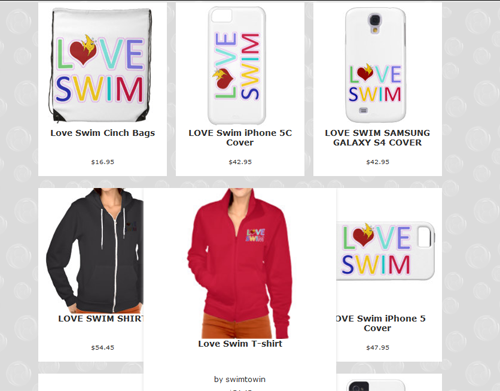 LOVE
SWIM
LOVE
SWIM
LOVE
SWIM
Love Swim Cinch Bags
$16.95
LOVE Swim iPhone 5C
Cover
$42.95
LOVE SWIM SAMSUNG
GALAXY S4 COVER
$42.95
LOVE SWIM SHIR
$54.45
LOVE
SWIM
Love Swim T-shirt
by swimtowin
LOVE
SWIM
OVE Swim iPhone 5
Cover
$47.95